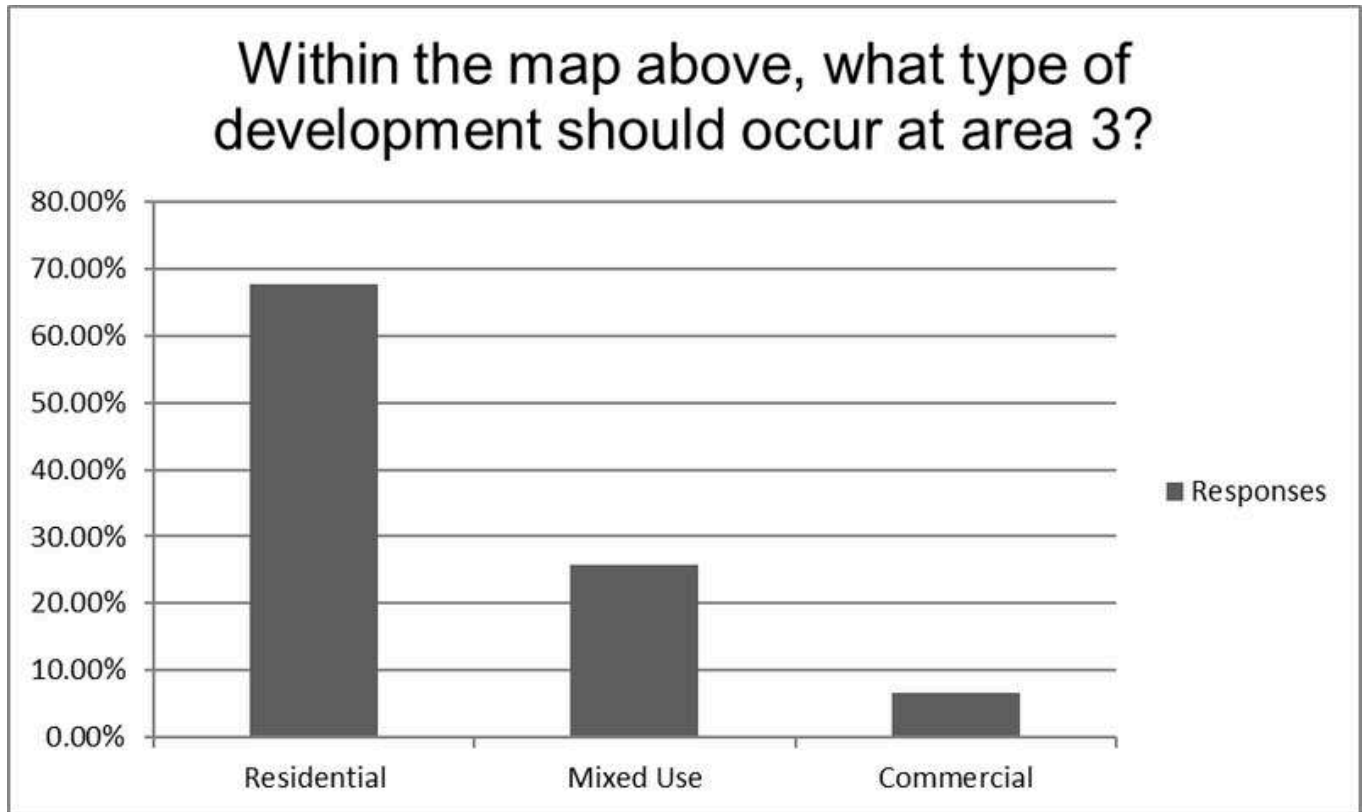 Within the map above, what type of
development should occur at area 3?
80.00%
70.00%
60.00%
50.00%
40.00%
30.00%
20.00%
10.00%
0.00%
Residential
Mixed Use
Commercial
Responses